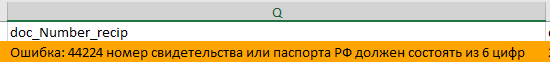 Q
doc_Number_recip
Ошибка: 44224 номер свидетельства или паспорта РФ должен состоять из 6 цифр